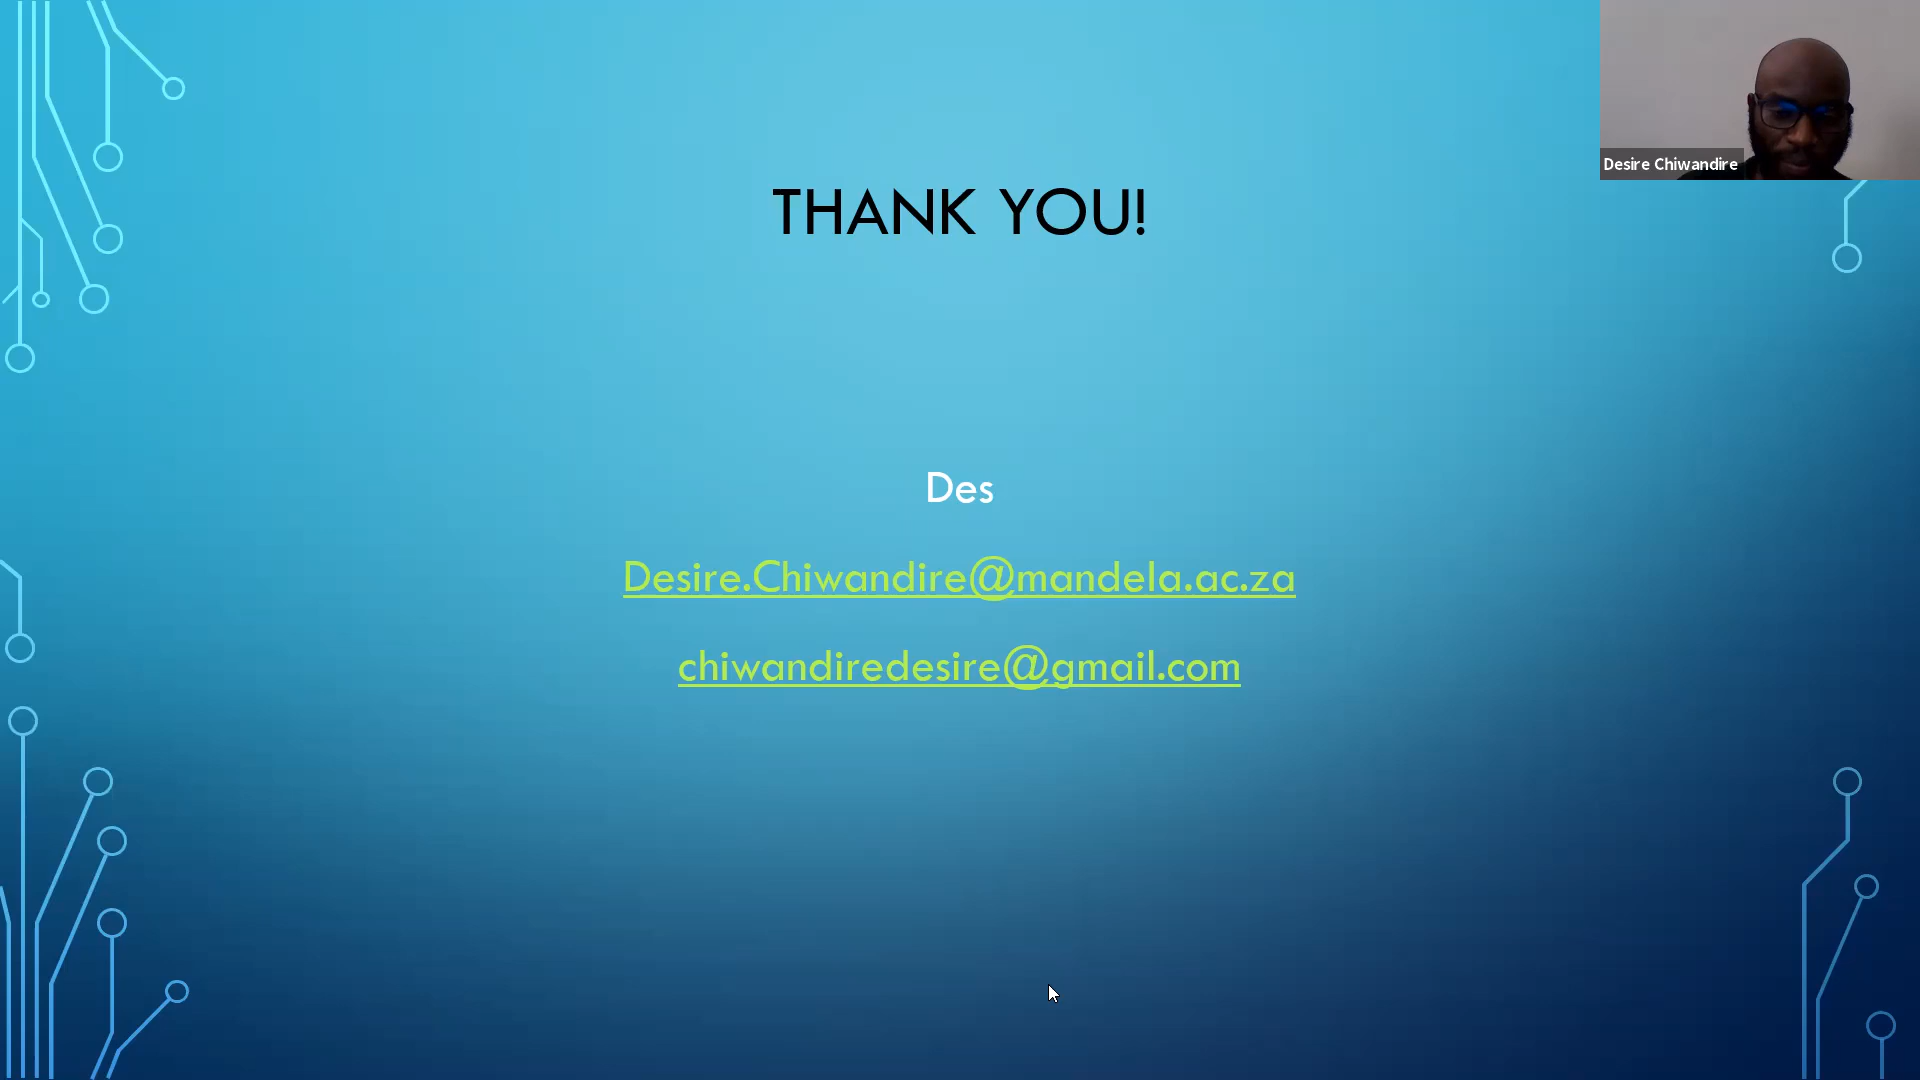 Desire Chiwandire
THANK YOU!
Des
Desire.Chiwandire@mandela.ac.za
chiwandiredesire@gmail.com